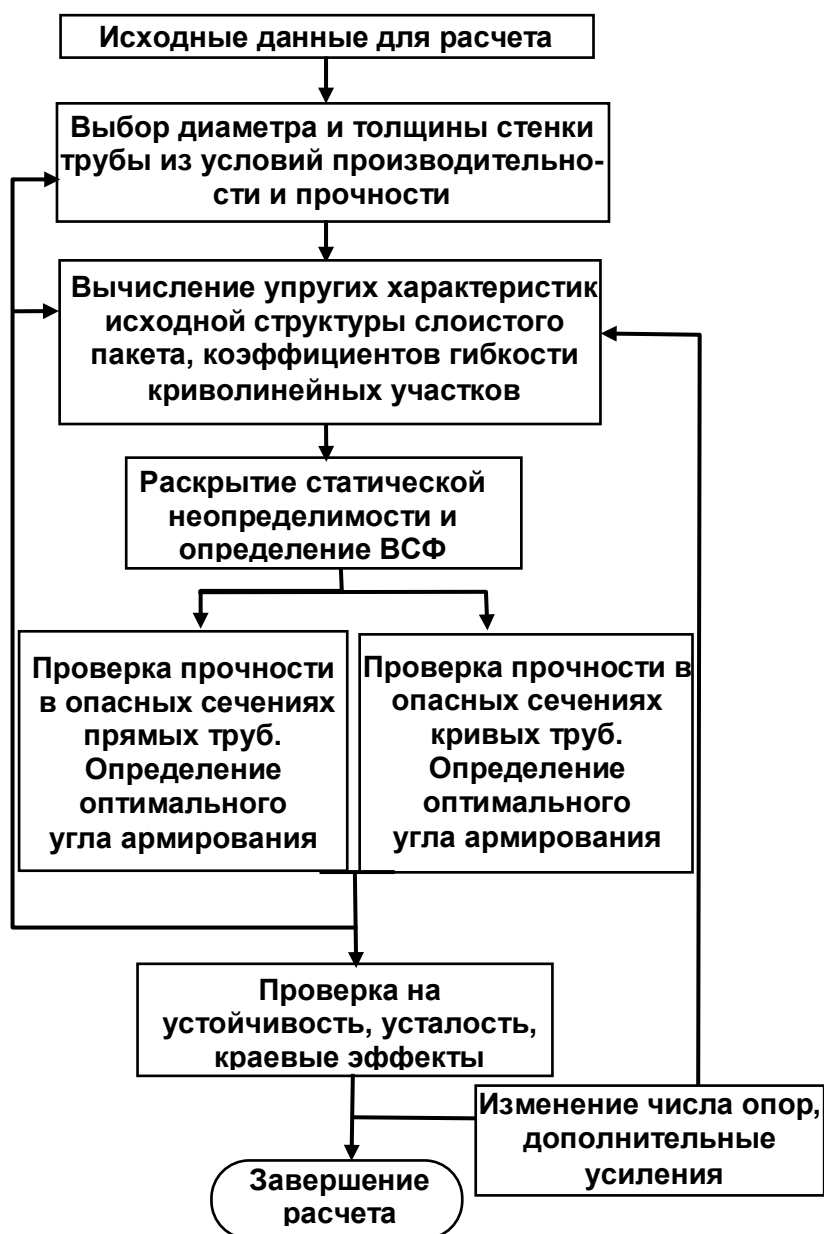 Исходные данные для расчета
Выбор диаметра и толщины стенки
трубы из условий производительно-
сти и прочности
Вычисление упругих характеристик
исходной структуры слоистого
пакета, коэффициентов гибкости
криволинейных участков
Раскрытие статической
неопределимости и
определение ВСФ
Проверка прочности
в опасных сечениях
прямых труб.
Определение
оптимального
угла армирования
Проверка прочности в
опасных сечениях
кривых труб.
Определение
оптимального
угла армирования
Проверка на
устойчивость, усталость,
краевые эффекты
Изменение числа опор,
дополнительные
усиления
Завершение
расчета